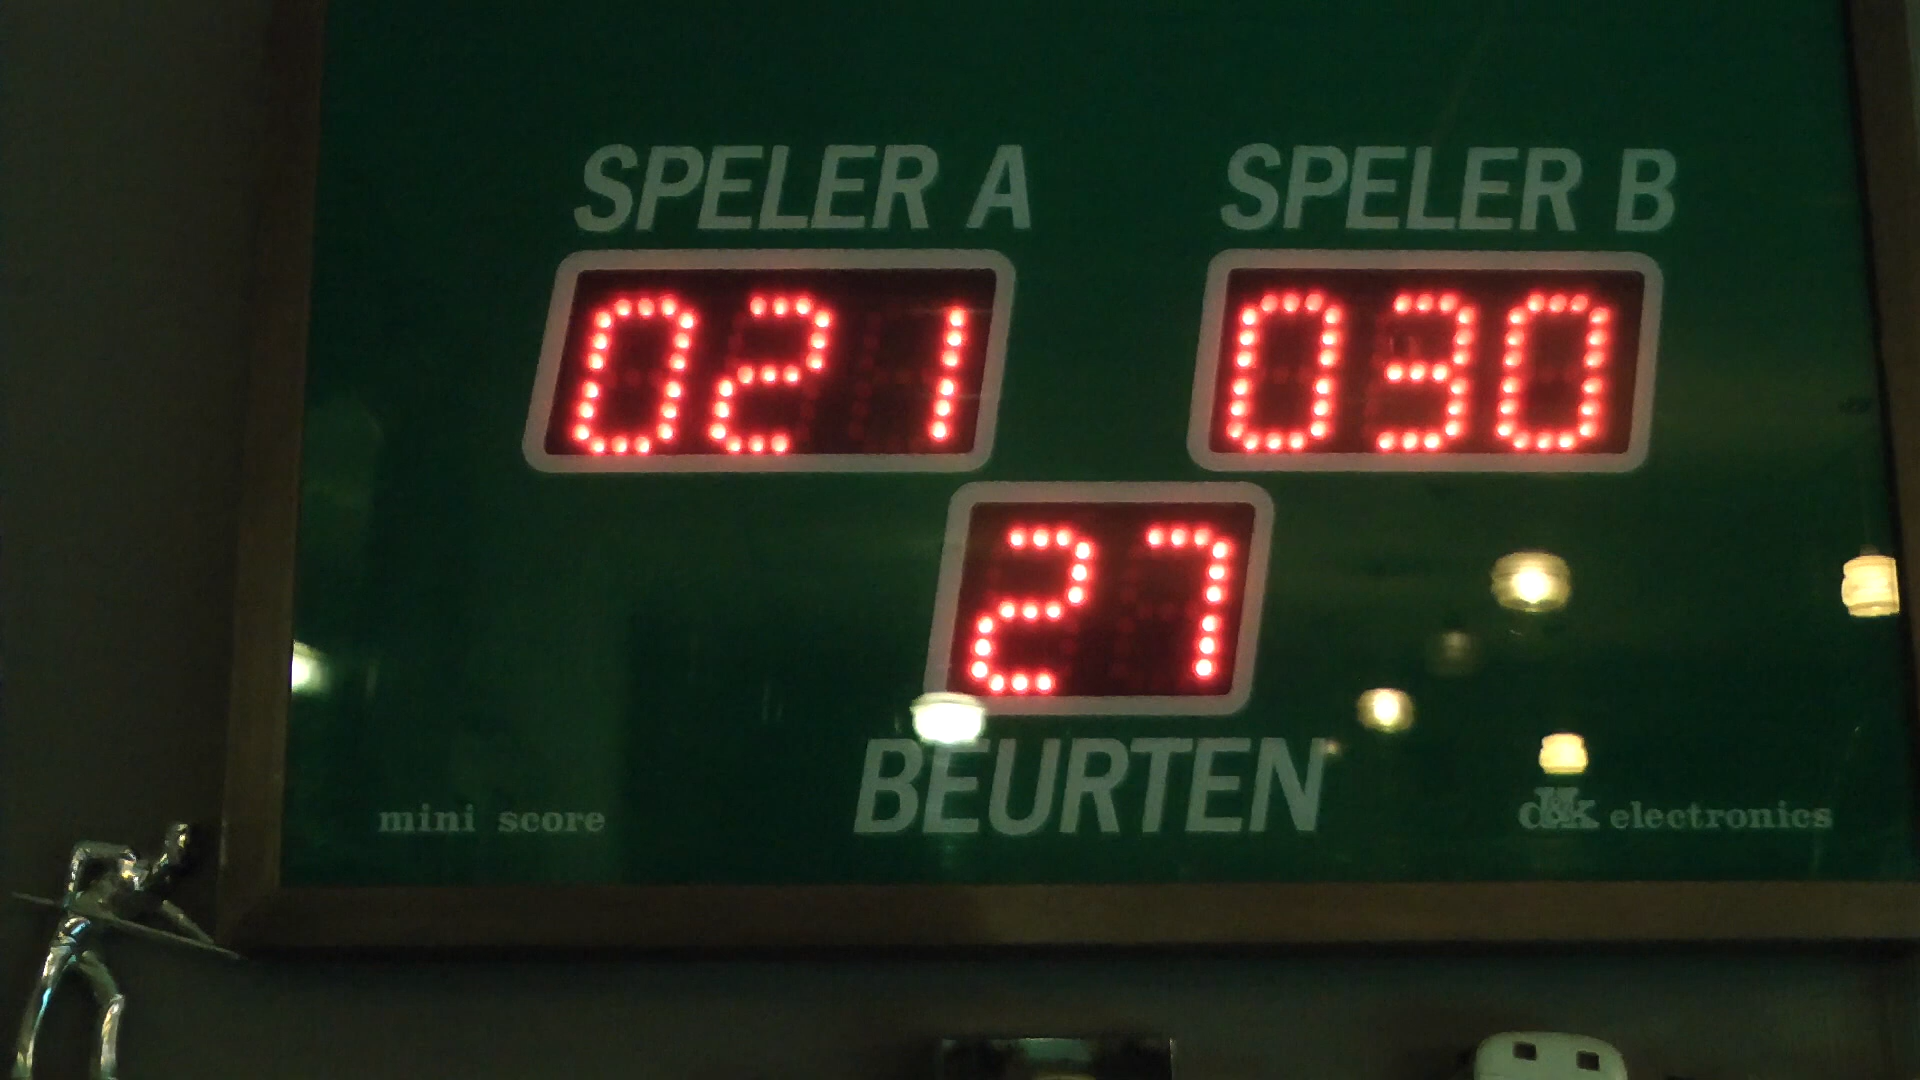 SPELER A SPELER B
021 030
27
BEURTEN
mini score d&k electronics